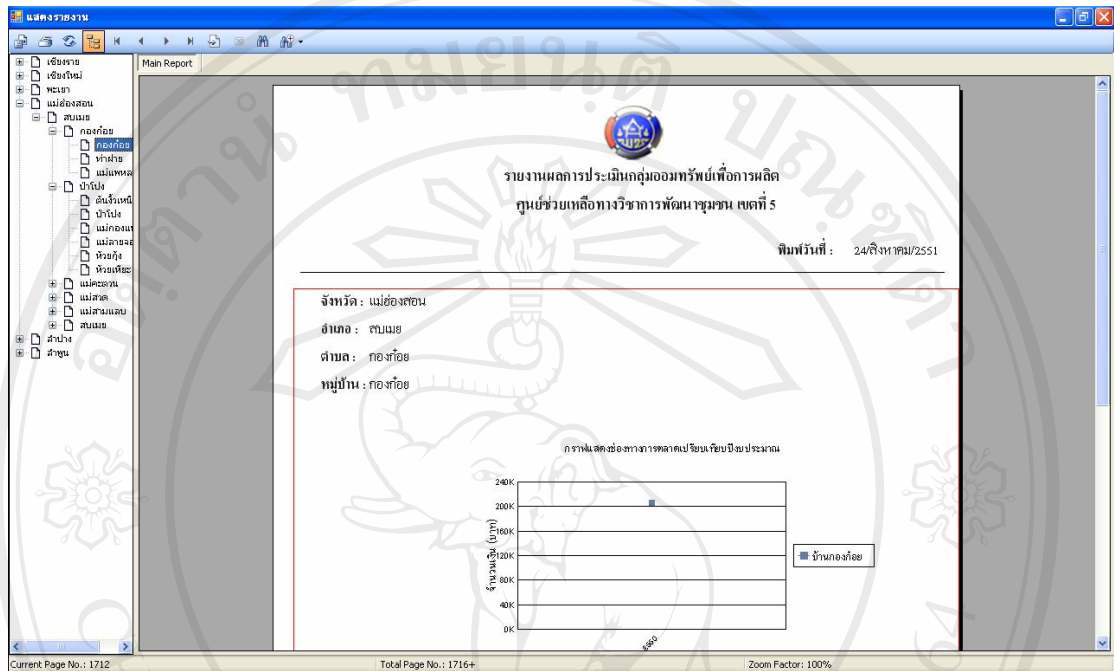 แสดงรายงาน
Main Report
เชียงราย
เชียงใหม่
พะเยา
แม่ฮ่องสอน
สบเมย
กองก๋อย
กองก๋อย
ท่าฝาย
แม่แพหล
ป่าโปง
ต้นงิ้วเหนื
ป่าโปง
แม่กองแ
แม่ลายจอ
ห้วยกุ้ง
ห้วยเหียะ
แม่คะตวน
แม่สวด
แม่สามแลบ
สบเมย
ลำปาง
ลำพูน
รายงานผลการประเมินกลุ่มออมทรัพย์เพื่อการผลิต
ศูนย์ช่วยเหลือทางวิชาการพัฒนาชุมชน เขตที่ 5
พิมพ์วันที่ : 24/สิงหาคม/2551
จังหวัด : แม่ฮ่องสอน
อำเภอ : สบเมย
ตำบล : กองก๋อย
หมู่บ้าน : กองก๋อย
กราฟแสดงช่องทางการตลาดเปรียบเทียบปีงบประมาณ
240K
200K
160K
120K
80K
40K
0K
จำนวนเงิน (บาท)
บ้านกองก๋อย
2550
Current Page No.: 1712
Total Page No.: 1716+
Zoom Factor: 100%